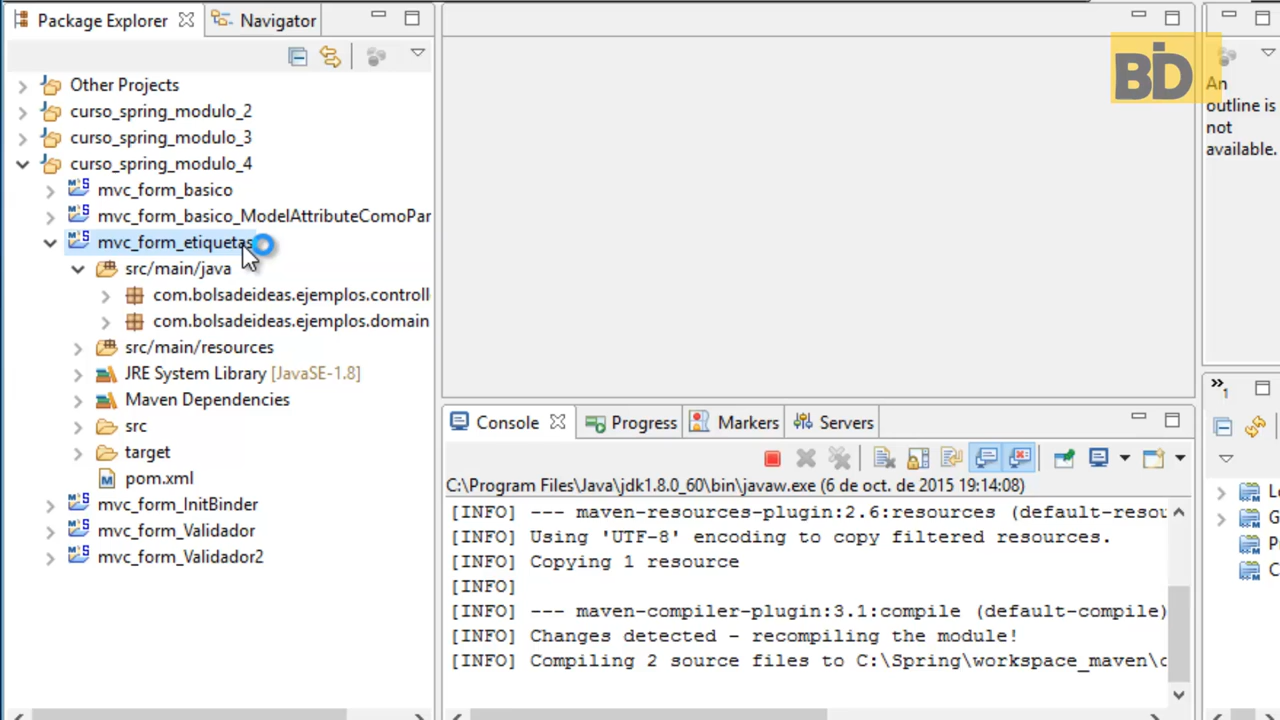 Package Explorer
Navigator
Other Projects
curso_spring_modulo_2
curso_spring_modulo_3
curso_spring_modulo_4
mvc_form_basico
mvc_form_basico_ModelAttributeComoPar
mvc_form_etiquetas
src/main/java
com.bolsadeideas.ejemplos.controll
com.bolsadeideas.ejemplos.domain
src/main/resources
JRE System Library [JavaSE-1.8]
Maven Dependencies
src
target
pom.xml
mvc_form_InitBinder
mvc_form_Validador
mvc_form_Validador2
BiD
An
outline is
not
available.
Console
Progress
Markers
Servers
C:\Program Files\Java\jdk1.8.0_60\bin\javaw.exe (6 de oct. de 2015 19:14:08)
[INFO] --- maven-resources-plugin:2.6:resources (default-resou
[INFO] Using 'UTF-8' encoding to copy filtered resources.
[INFO] Copying 1 resource
[INFO]
[INFO] --- maven-compiler-plugin:3.1:compile (default-compile)
[INFO] Changes detected - recompiling the module!
[INFO] Compiling 2 source files to C:\Spring\workspace_maven\c
»1